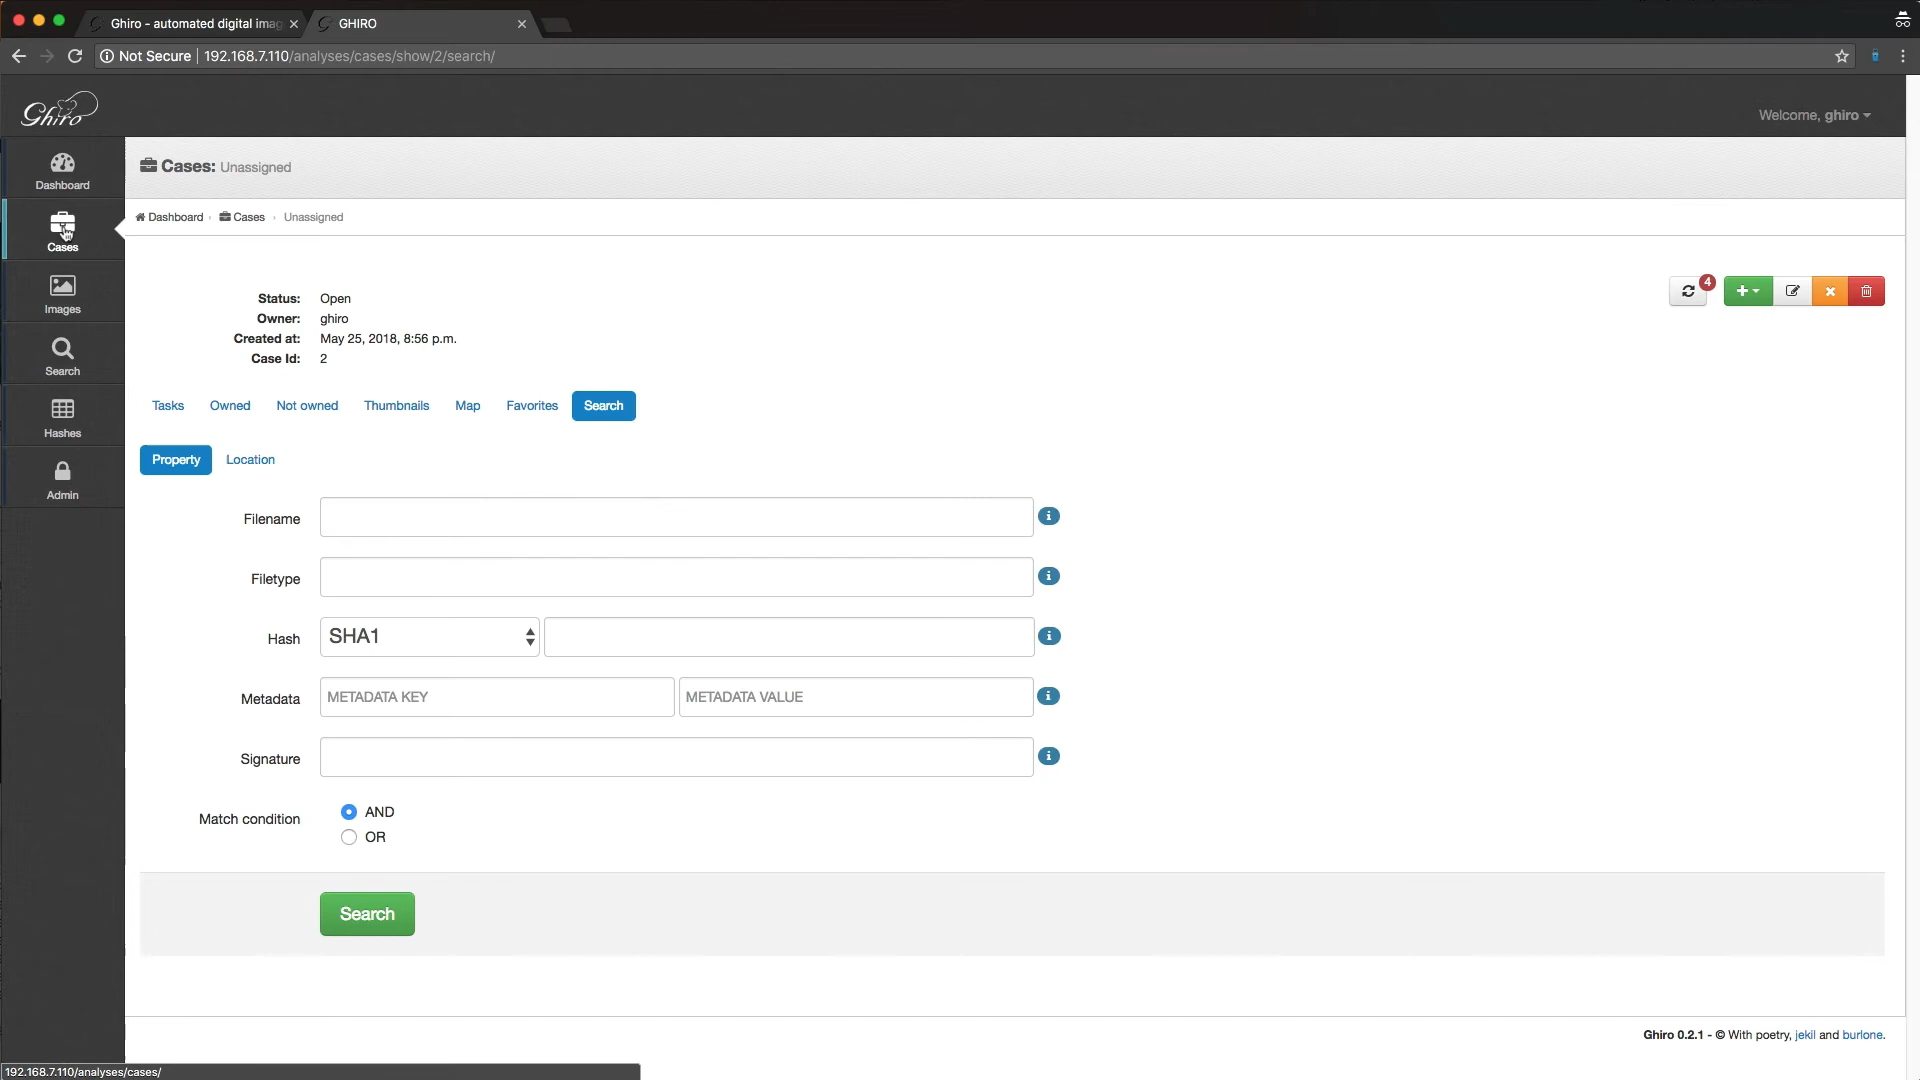 Ghiro - automated digital imag
GHIRO
Not Secure | 192.168.7.110/analyses/cases/show/2/search/
Ghiro
Welcome, ghiro
Dashboard
Cases
Images
Search
Hashes
Admin
Cases: Unassigned
Dashboard Cases Unassigned
4
Status: Open
Owner: ghiro
Created at: May 25, 2018, 8:56 p.m.
Case Id: 2
Tasks Owned Not owned Thumbnails Map Favorites Search
Property Location
Filename
Filetype
Hash SHA1
Metadata METADATA KEY METADATA VALUE
Signature
Match condition AND
OR
Search
Ghiro 0.2.1 - © With poetry, jekil and burlone.
192.168.7.110/analyses/cases/